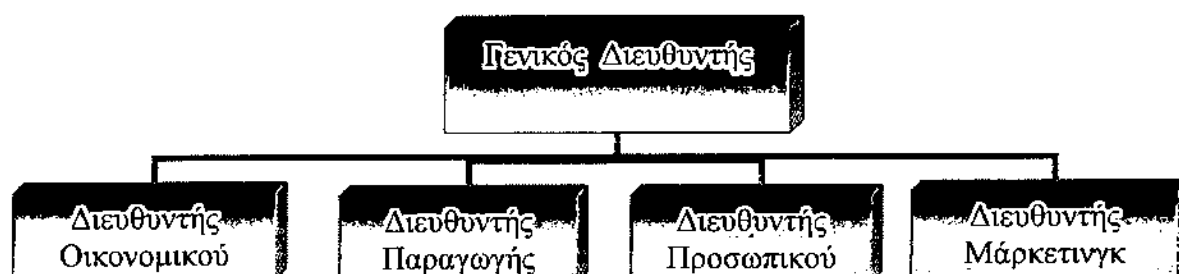 Γενικός Διευθυντής
Διευθυντής
Οικονομικού
Διευθυντής
Παραγωγής
Διευθυντής
Προσωπικού
Διευθυντής
Μάρκετινγκ